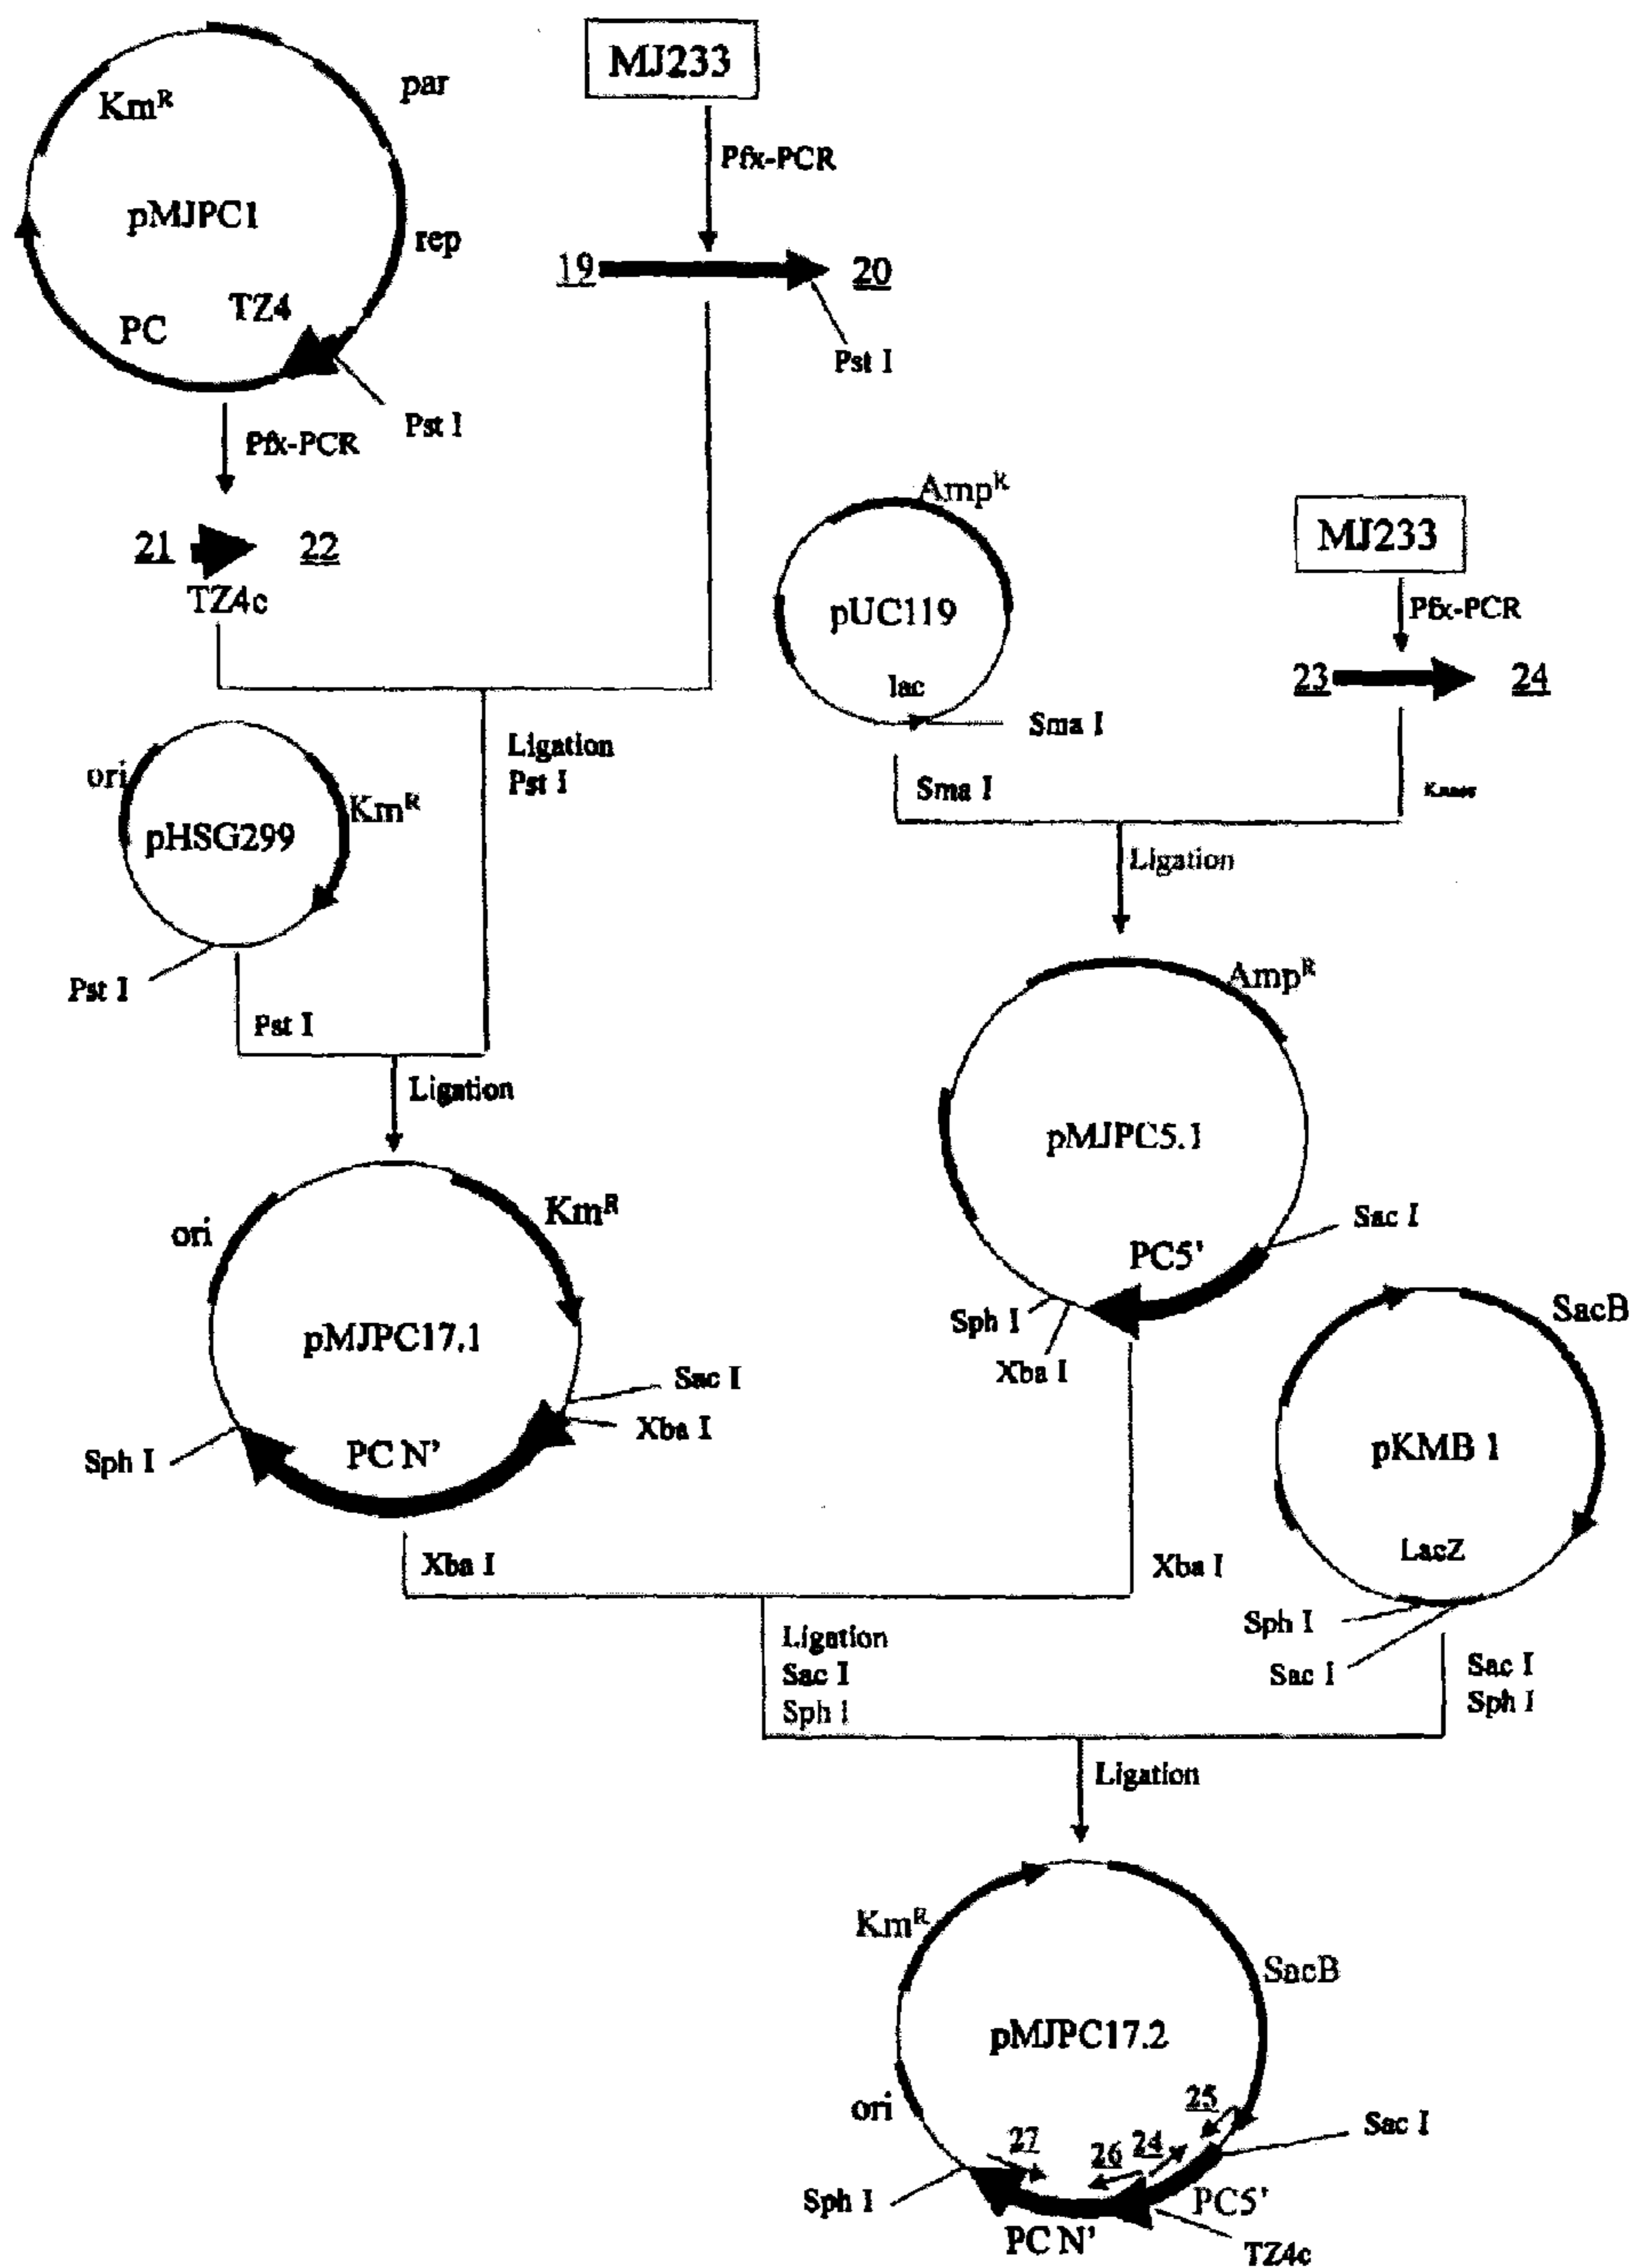 MJ233
Km^R
par
Pfx-PCR
pMJPC1
rep
19
20
TZ4
PC
Pst I
Pst I
Pfx-PCR
Amp^R
MJ233
21
22
TZ4c
pUC119
Pfx-PCR
lac
23
24
Sma I
Ligation
Pst I
ori
Km^R
pHSG299
Sma I
Ligation
Pst I
Pst I
Amp^R
Ligation
pMJPC5.1
Km^R
ori
Sac I
PC5'
Sph I
Xba I
SacB
pMJPC17.1
Sac I
Xba I
PC N'
Sph I
pKMB 1
LacZ
Xba I
Xba I
Sph I
Sac I
Ligation
Sac I
Sph I
Sac I
Sph I
Ligation
Km^R
SacB
pMJPC17.2
ori
25
Sac I
27
26
24
Sph I
PC5'
PC N'
TZ4c